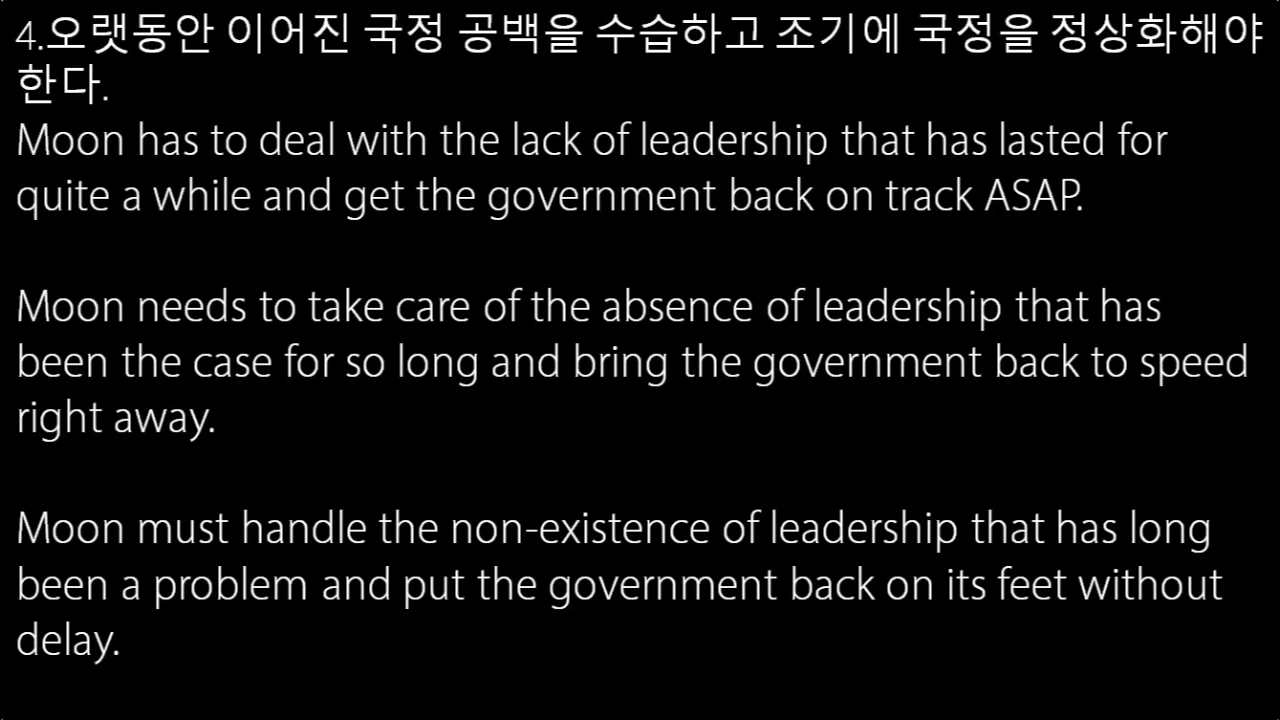 4.오랫동안 이어진 국정 공백을 수습하고 조기에 국정을 정상화해야
한다.
Moon has to deal with the lack of leadership that has lasted for
quite a while and get the government back on track ASAP.
Moon needs to take care of the absence of leadership that has
been the case for so long and bring the government back to speed
right away.
Moon must handle the non-existence of leadership that has long
been a problem and put the government back on its feet without
delay.